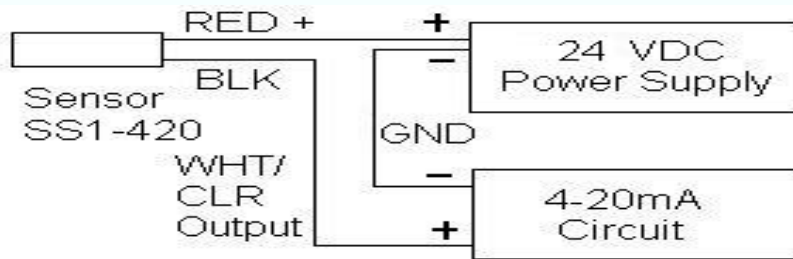 RED +
+
BLK
Sensor
SS1-420
WHT/
CLR
Output
GND
−
24 VDC
Power Supply
−
+
4-20mA
Circuit